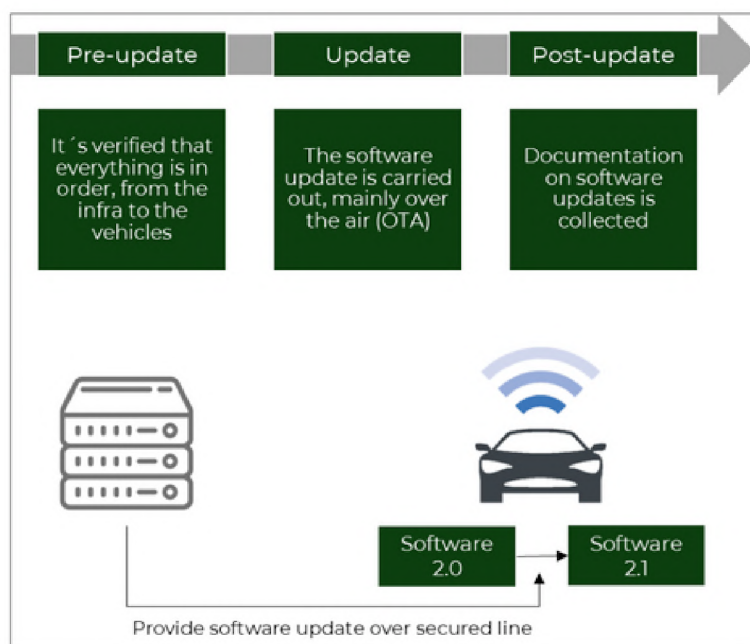 Pre-update
Update
Post-update
It´s verified that
everything is in
order, from the
infra to the
vehicles
The software
update is carried
out, mainly over
the air (OTA)
Documentation
on software
updates is
collected
Software
2.0
Software
2.1
Provide software update over secured line